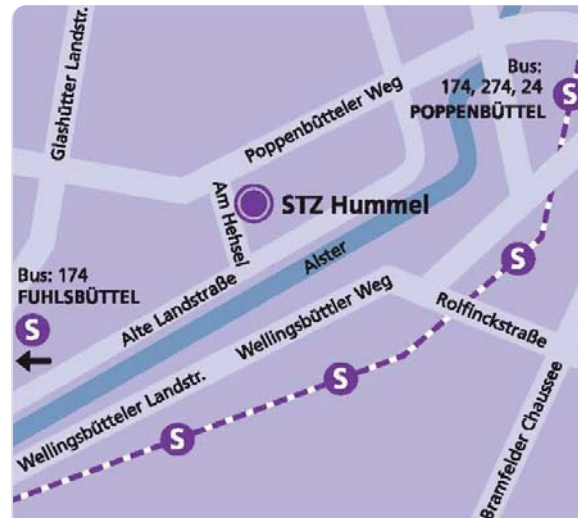 Glashütter Landstr.
Poppenbütteler Weg
Bus:
174, 274, 24
POPPENBÜTTEL
S
Am Hehsel
STZ Hummel
Alster
S
Bus: 174
FUHLSBÜTTEL
S
Alte Landstraße
Wellingsbüttler Weg
Rolfinckstraße
Wellingsbütteler Landstr.
S
S
Bramfelder Chaussee